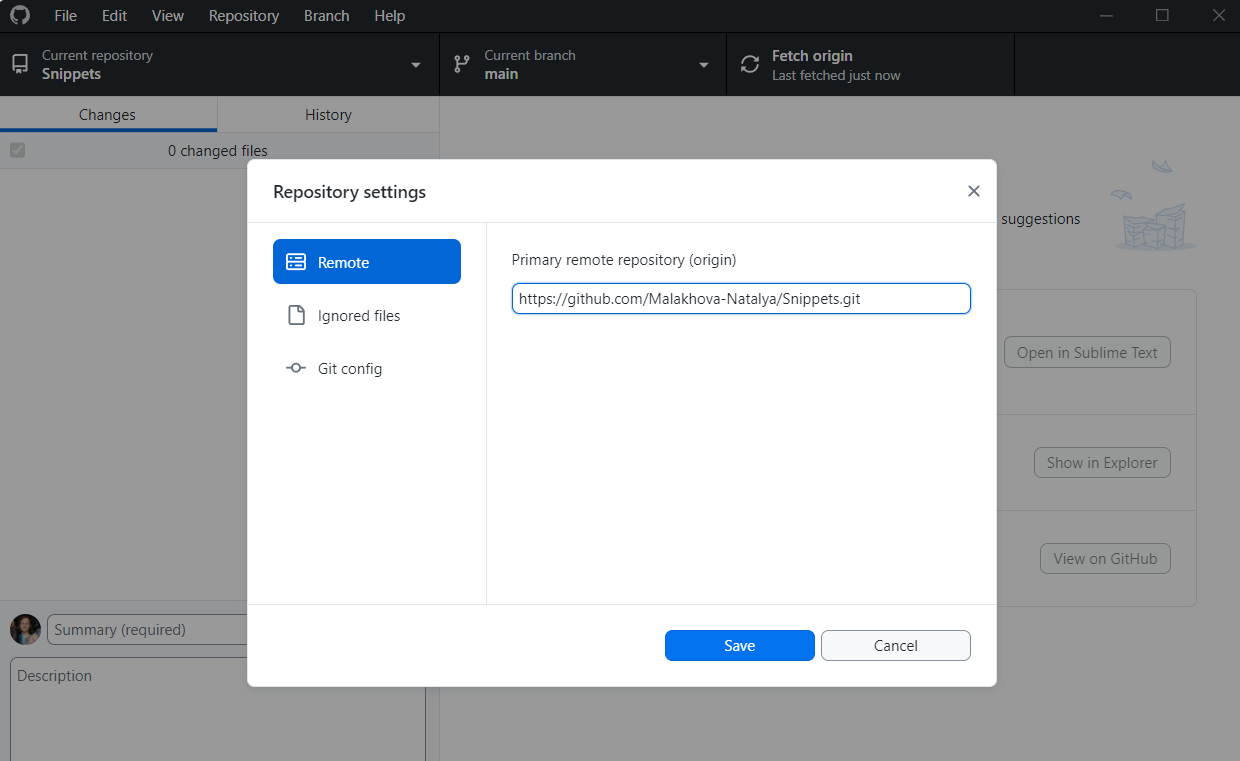 File Edit View Repository Branch Help
Current repository
Snippets
Current branch
main
Fetch origin
Last fetched just now
Changes
History
0 changed files
suggestions
Repository settings
Remote
Ignored files
Git config
Primary remote repository (origin)
https://github.com/Malakhova-Natalya/Snippets.git
Open in Sublime Text
Show in Explorer
View on GitHub
Summary (required)
Description
Save
Cancel